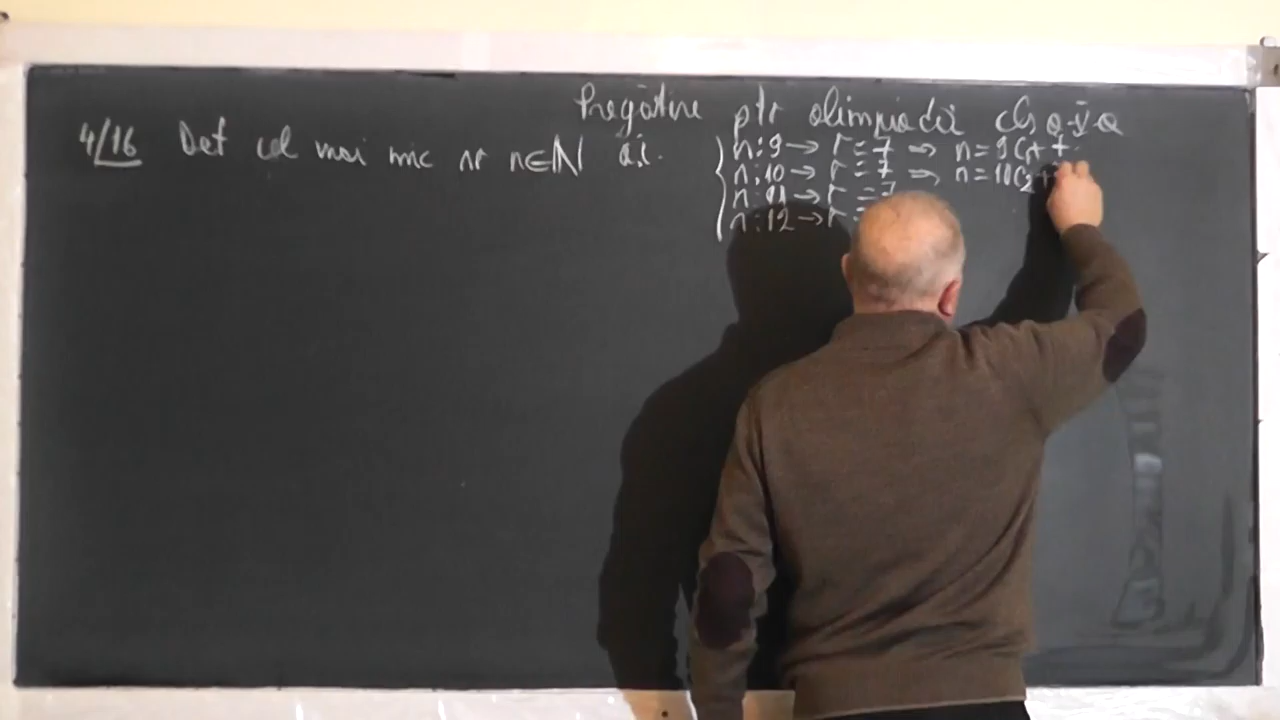 Pregătire ptr olimpiadă cls a-V-a
4/16 Det cel mai mic nr n∈ℕ a.î.
n:9→ r=7 ⇒ n=9C₁+7
n:10→ r=7 ⇒ n=10C₂+
n:11→ r=7
n:12→ r=